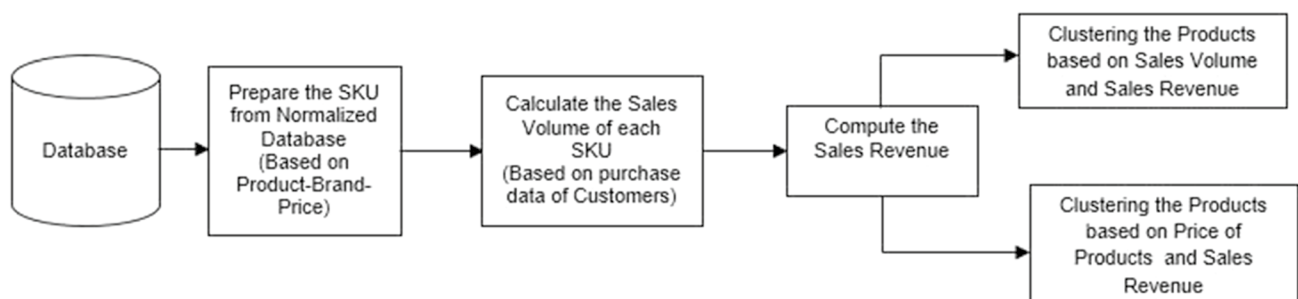 Database
Prepare the SKU
from Normalized
Database
(Based on
Product-Brand-
Price)
Calculate the Sales
Volume of each
SKU
(Based on purchase
data of Customers)
Compute the
Sales Revenue
Clustering the Products
based on Sales Volume
and Sales Revenue
Clustering the Products
based on Price of
Products and Sales
Revenue